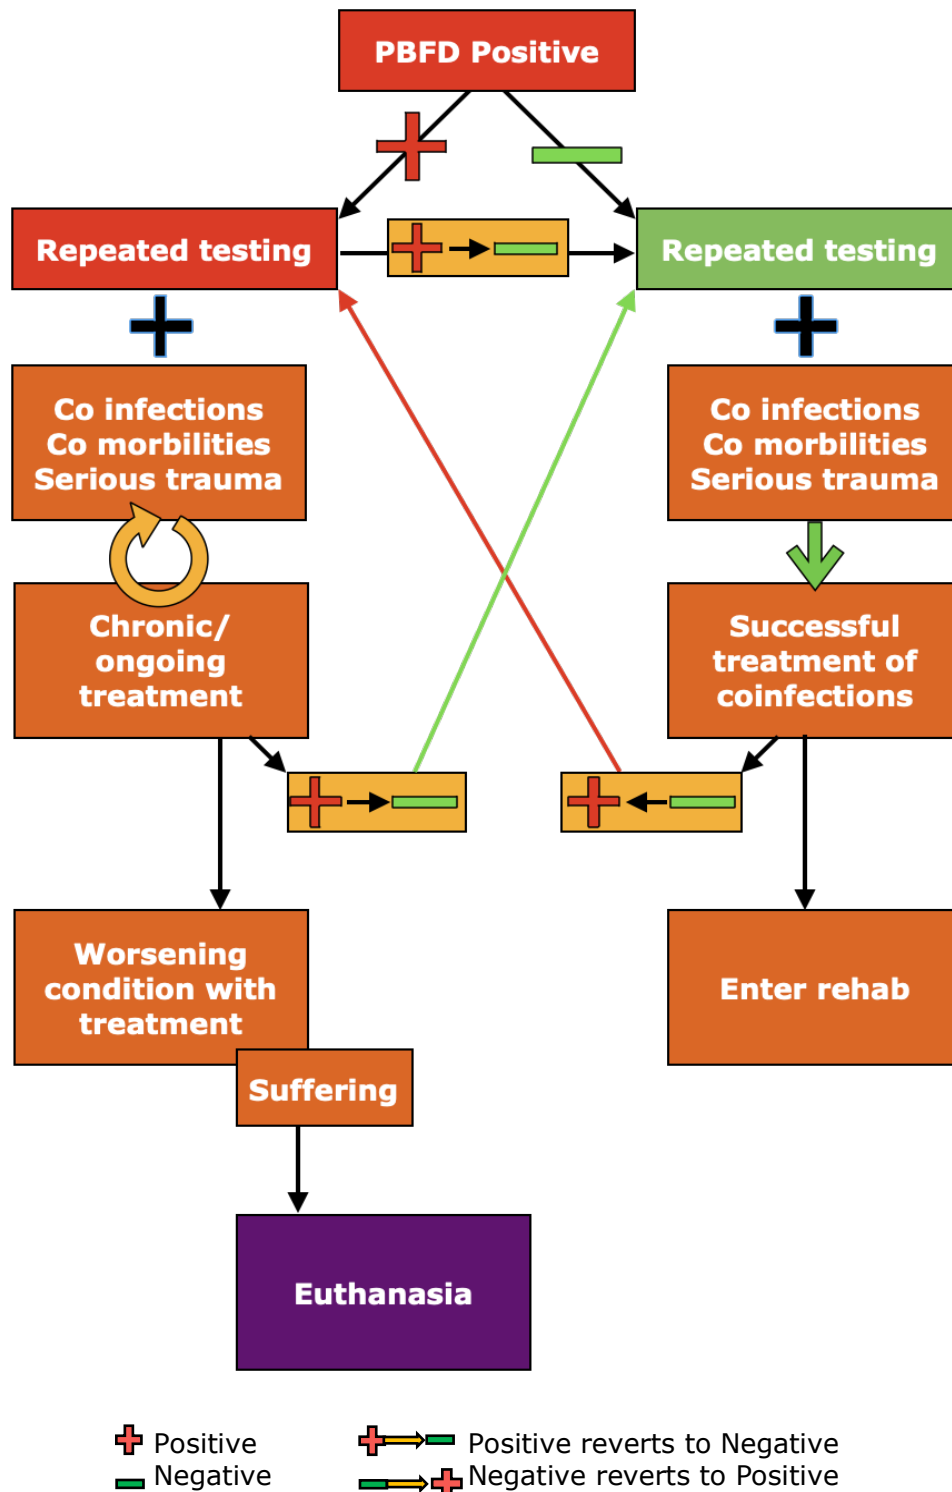 PBFD Positive
Repeated testing
Repeated testing
Co infections
Co morbilities
Serious trauma
Co infections
Co morbilities
Serious trauma
Chronic/
ongoing
treatment
Successful
treatment of
coinfections
Worsening
condition with
treatment
Enter rehab
Suffering
Euthanasia
Positive
Negative
Positive reverts to Negative
Negative reverts to Positive